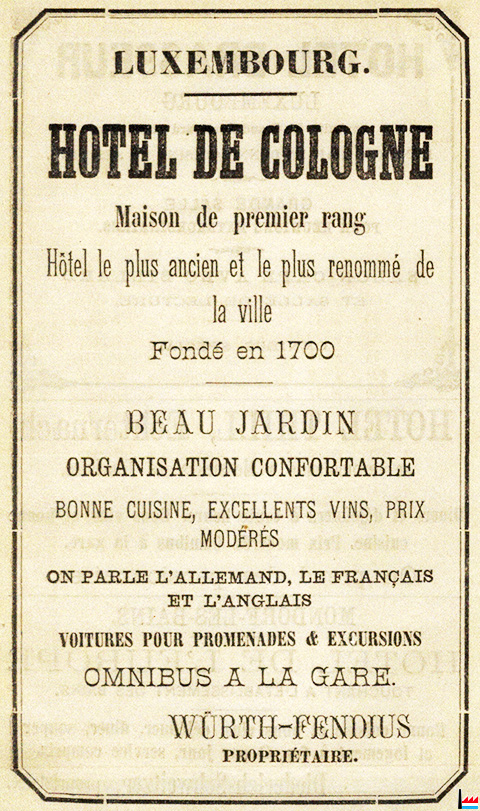 LUXEMBOURG.
HOTEL DE COLOGNE
Maison de premier rang
Hôtel le plus ancien et le plus renommé de
la ville
Fondé en 1700
BEAU JARDIN
ORGANISATION CONFORTABLE
BONNE CUISINE, EXCELLENTS VINS, PRIX
MODÉRÉS
ON PARLE L'ALLEMAND, LE FRANÇAIS
ET L'ANGLAIS
VOITURES POUR PROMENADES & EXCURSIONS
OMNIBUS A LA GARE.
WÜRTH-FENDIUS
PROPRIÉTAIRE.